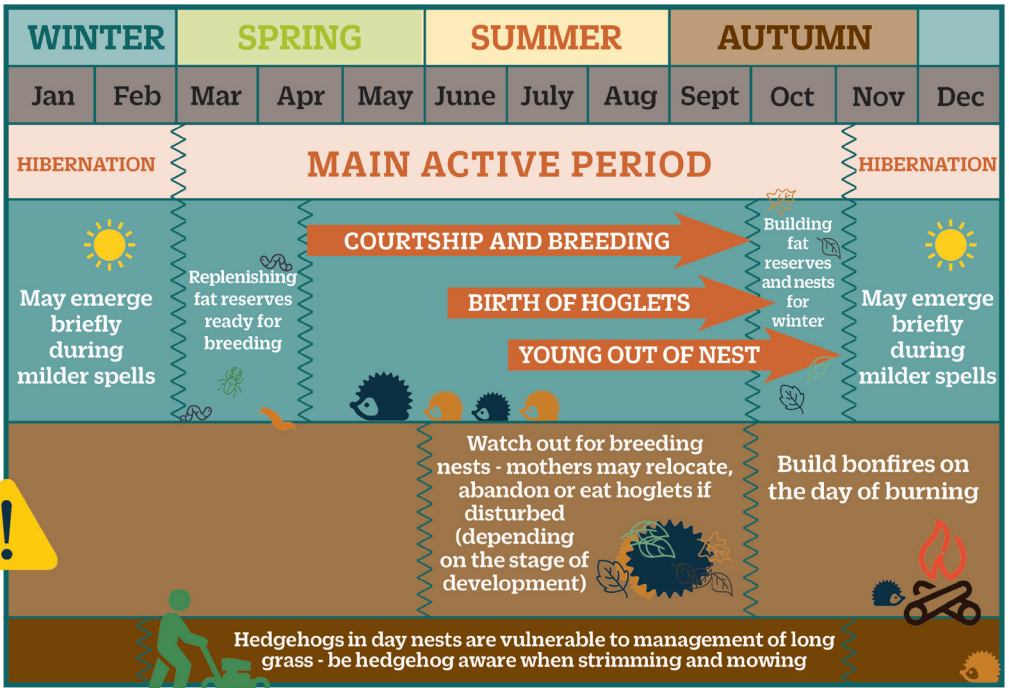 WINTER SPRING SUMMER AUTUMN
Jan Feb Mar Apr May June July Aug Sept Oct Nov Dec
HIBERNATION MAIN ACTIVE PERIOD HIBERNATION
May emerge
briefly
during
milder spells
Replenishing
fat reserves
ready for
breeding
COURTSHIP AND BREEDING
BIRTH OF HOGLETS
YOUNG OUT OF NEST
Building
fat
reserves
and nests
for
winter
May emerge
briefly
during
milder spells
!
Watch out for breeding
nests - mothers may relocate,
abandon or eat hoglets if
disturbed
(depending
on the stage of
development)
Build bonfires on
the day of burning
Hedgehogs in day nests are vulnerable to management of long
grass - be hedgehog aware when strimming and mowing